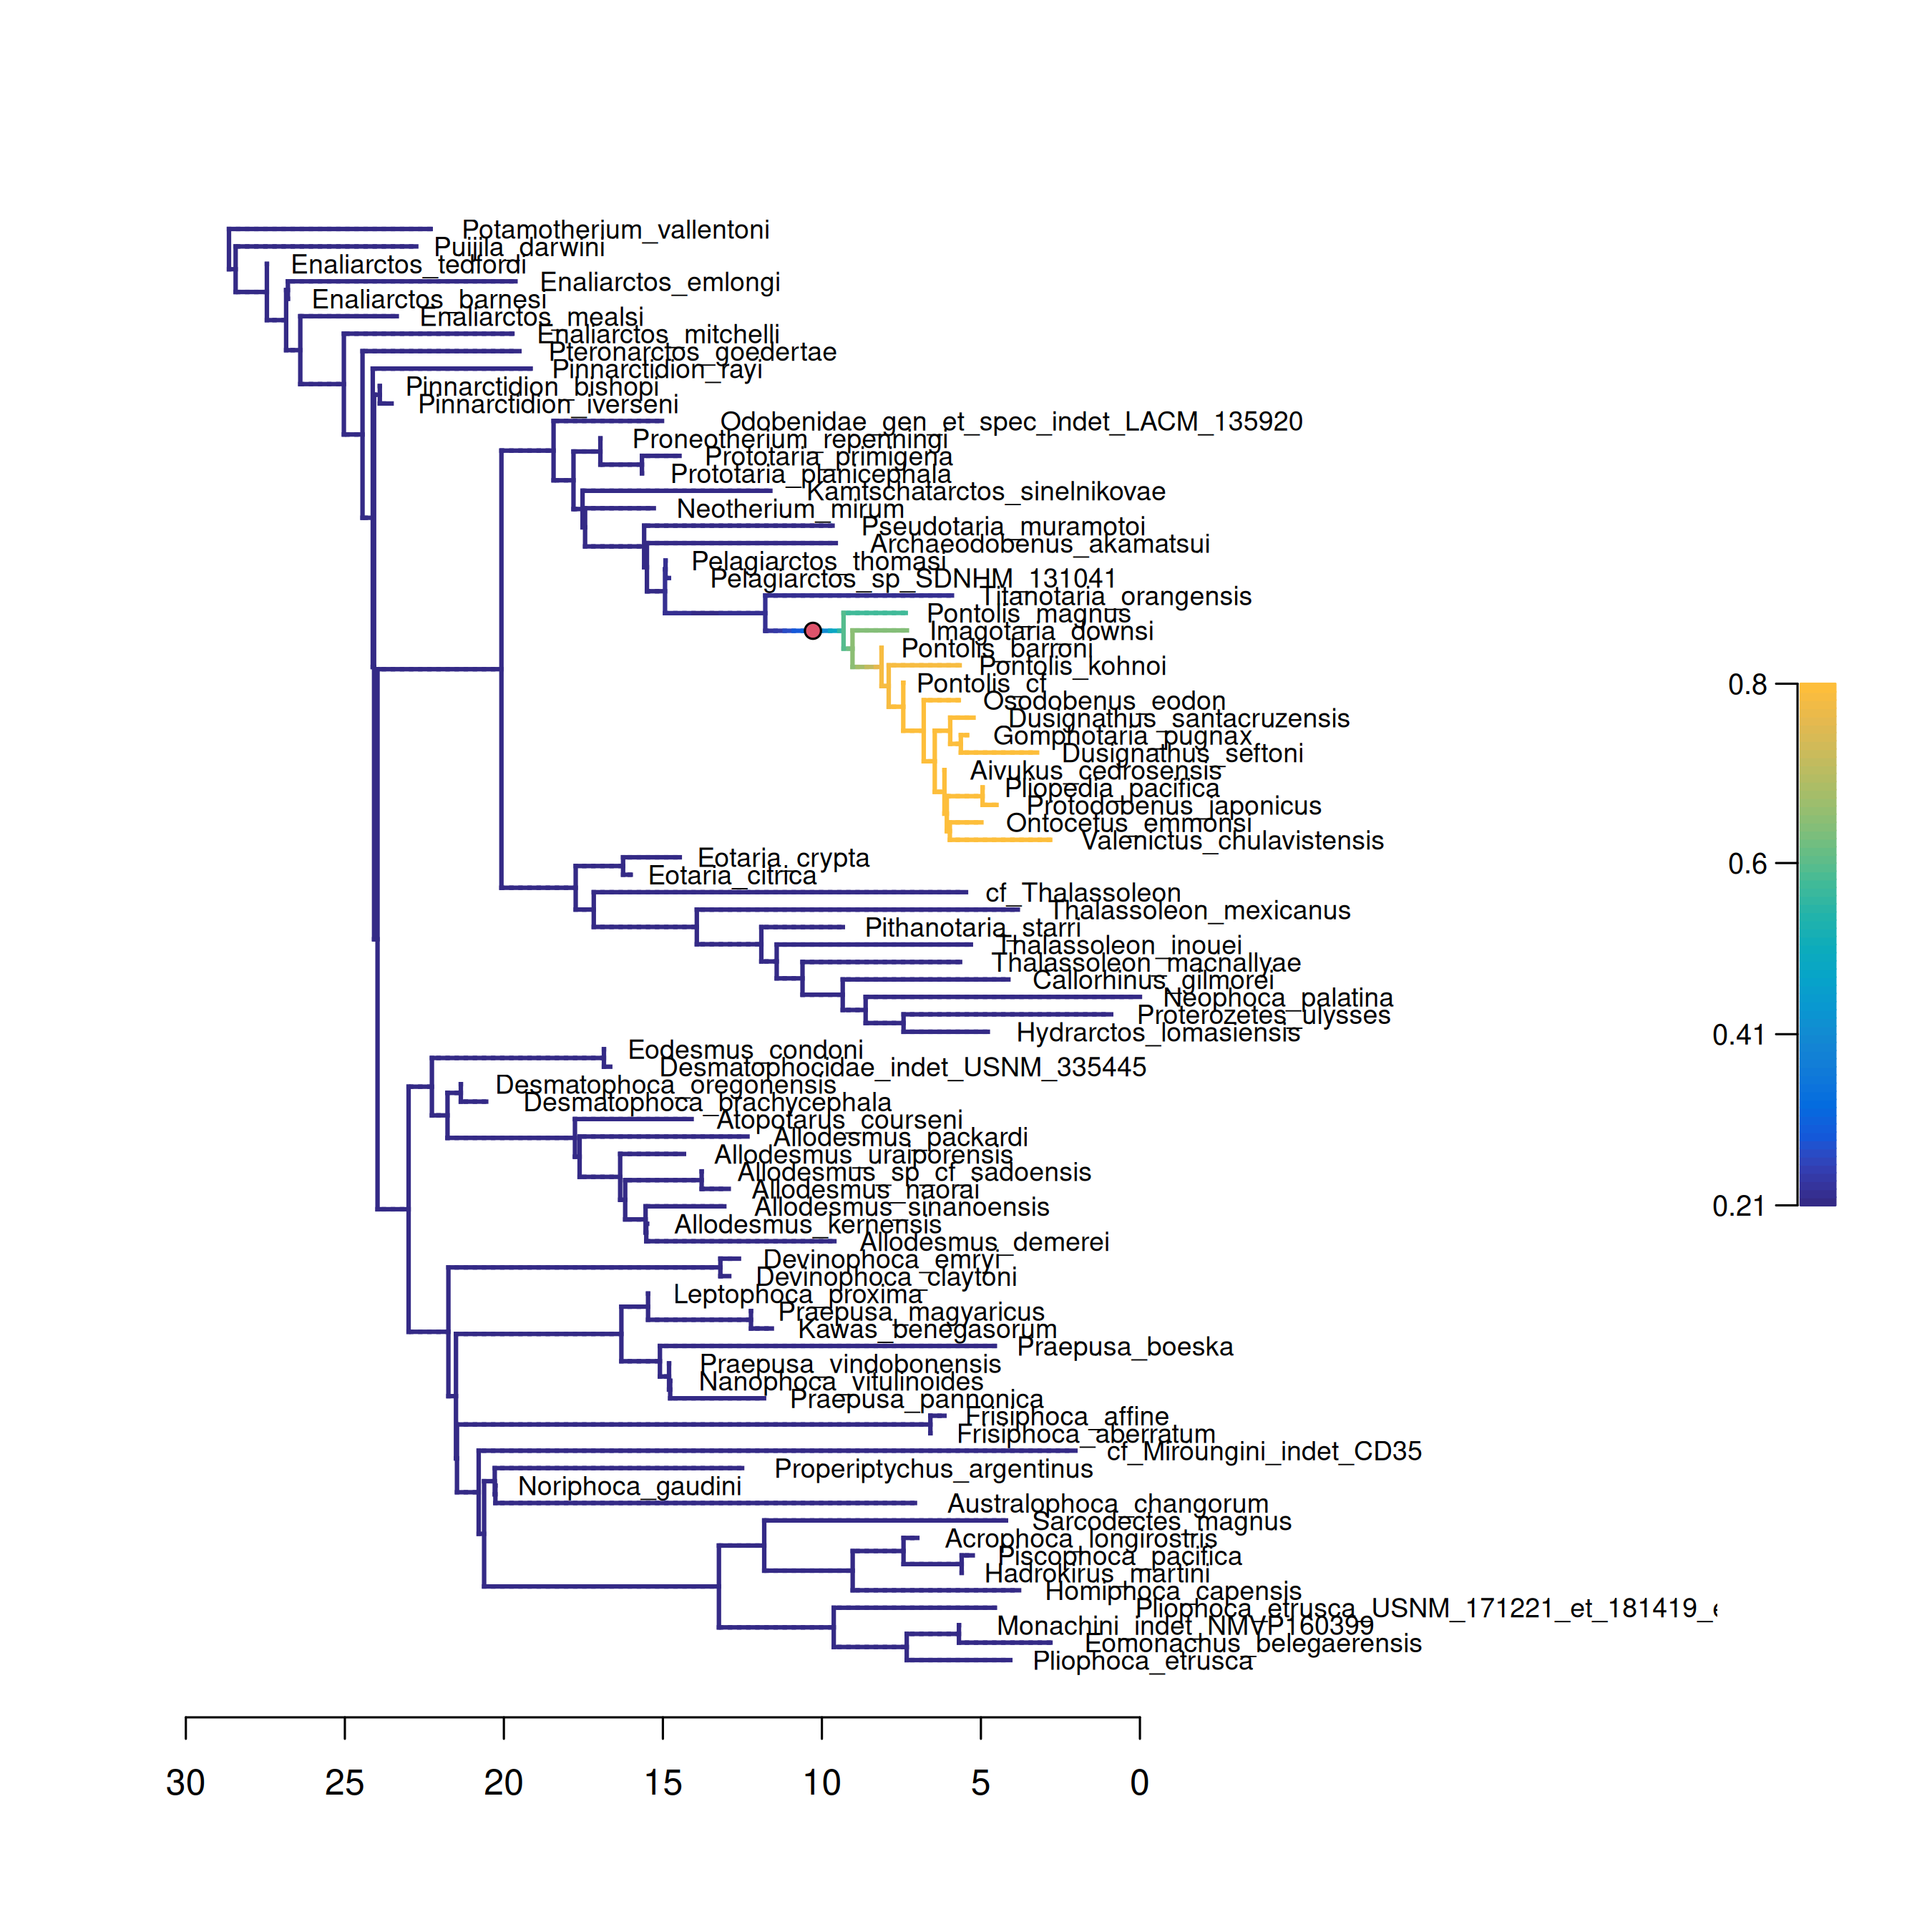 Potamotherium_vallentoni
Puijila_darwini
Enaliarctos_tedfordi
Enaliarctos_emlongi
Enaliarctos_barnesi
Enaliarctos_mealsi
Enaliarctos_mitchelli
Pteronarctos_goedertae
Pinnarctidion_rayi
Pinnarctidion_bishopi
Pinnarctidion_iverseni
Odobenidae_gen_et_spec_indet_LACM_135920
Proneotherium_repenningi
Prototaria_primigena
Prototaria_planicephala
Kamtschatarctos_sinelnikovae
Neotherium_mirum
Pseudotaria_muramotoi
Archaeodobenus_akamatsui
Pelagiarctos_thomasi
Pelagiarctos_sp_SDNHM_131041
Titanotaria_orangensis
Pontolis_magnus
Imagotaria_downsi
Pontolis_barroni
Pontolis_kohnoi
Pontolis_cf
Osodobenus_eodon
Dusignathus_santacruzensis
Gomphotaria_pugnax
Dusignathus_seftoni
Aivukus_cedrosensis
Pliopedia_pacifica
Protodobenus_japonicus
Ontocetus_emmonsi
Valenictus_chulavistensis
Eotaria_crypta
Eotaria_citrica
cf_Thalassoleon
Thalassoleon_mexicanus
Pithanotaria_starri
Thalassoleon_inouei
Thalassoleon_macnallyae
Callorhinus_gilmorei
Neophoca_palatina
Proterozetes_ulysses
Hydrarctos_lomasiensis
Eodesmus_condoni
Desmatophocidae_indet_USNM_335445
Desmatophoca_oregonensis
Desmatophoca_brachycephala
Atopotarus_courseni
Allodesmus_packardi
Allodesmus_uraiporensis
Allodesmus_sp_cf_sadoensis
Allodesmus_naorai
Allodesmus_sinanoensis
Allodesmus_kernensis
Allodesmus_demerei
Devinophoca_emryi_
Devinophoca_claytoni
Leptophoca_proxima
Praepusa_magyaricus
Kawas_benegasorum
Praepusa_boeska
Praepusa_vindobonensis
Nanophoca_vitulinoides
Praepusa_pannonica
Frisiphoca_affine
Frisiphoca_aberratum
cf_Miroungini_indet_CD35
Properiptychus_argentinus
Noriphoca_gaudini
Australophoca_changorum
Sarcodectes_magnus
Acrophoca_longirostris
Piscophoca_pacifica
Hadrokirus_martini
Homiphoca_capensis
Pliophoca_etrusca_USNM_171221_et_181419_e
Monachini_indet_NMVP160399
Eomonachus_belegaerensis
Pliophoca_etrusca
30 25 20 15 10 5 0
0.8
0.6
0.41
0.21